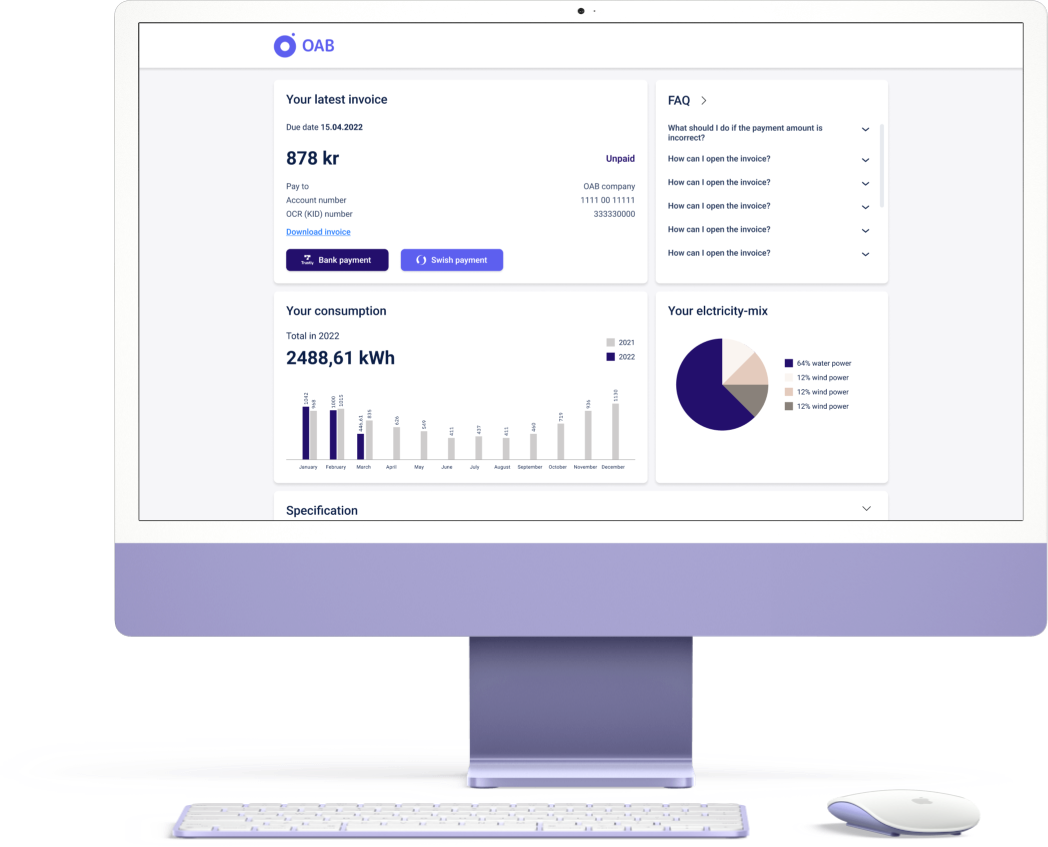 OAB
Your latest invoice
Due date 15.04.2022
878 kr
Unpaid
Pay to
OAB company
Account number
1111 00 11111
OCR (KID) number
333330000
Download invoice
Trustly
Bank payment
Swish payment
FAQ
What should I do if the payment amount is
incorrect?
How can I open the invoice?
How can I open the invoice?
How can I open the invoice?
How can I open the invoice?
How can I open the invoice?
Your consumption
Total in 2022
2488,61 kWh
2021
2022
1042
968
1000
1015
446,61
835
626
549
411
437
411
460
719
936
1150
January
February
March
April
May
June
July
August
September
October
November
December
Your elctricity-mix
64% water power
12% wind power
12% wind power
12% wind power
Specification